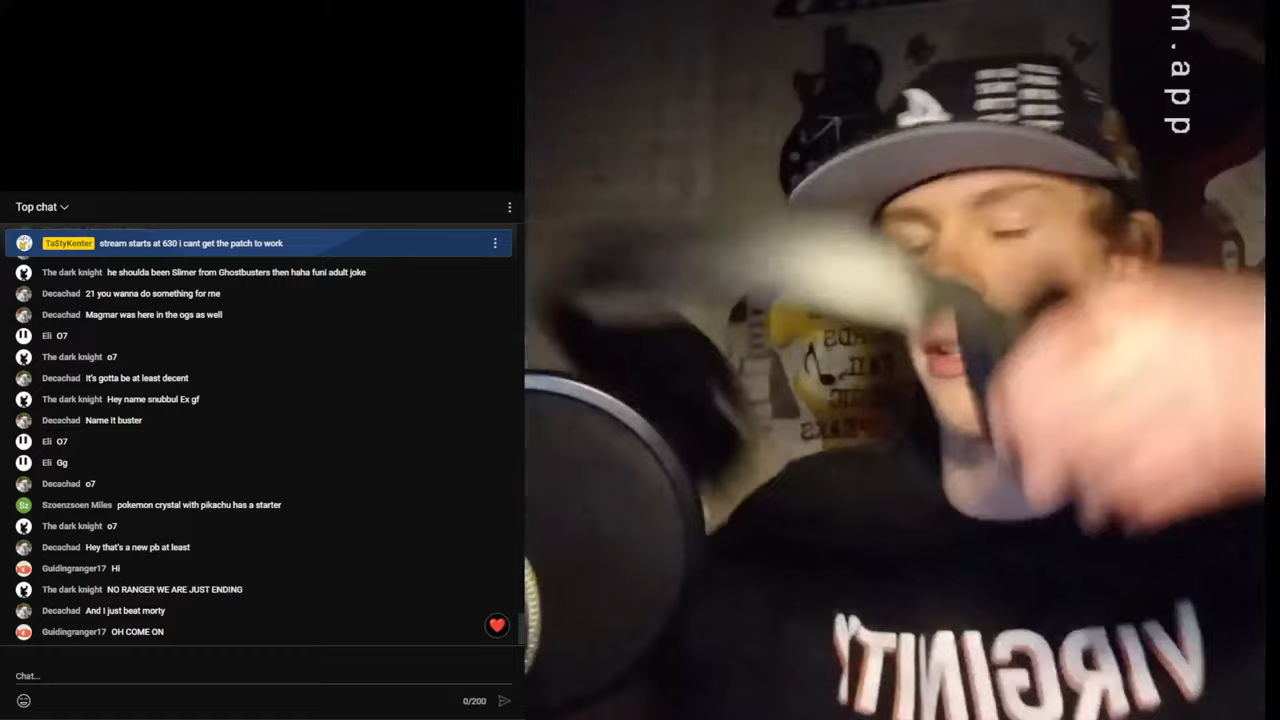 Top chat
TaStyKenter stream starts at 630 i cant get the patch to work
The dark knight he shoulda been Slimer from Ghostbusters then haha funi adult joke
Decachad 21 you wanna do something for me
Decachad Magmar was here in the ogs as well
Eli O7
The dark knight o7
Decachad It's gotta be at least decent
The dark knight Hey name snubbul Ex gf
Decachad Name it buster
Eli O7
Eli Gg
Decachad o7
Sz Szoenzsoen Miles pokemon crystal with pikachu has a starter
The dark knight o7
Decachad Hey that's a new pb at least
Guidingranger17 Hi
The dark knight NO RANGER WE ARE JUST ENDING
Decachad And I just beat morty
Guidingranger17 OH COME ON
Chat...
0/200
m.app
FAIL
MUSIC
SPEAKS
VIRGINITY